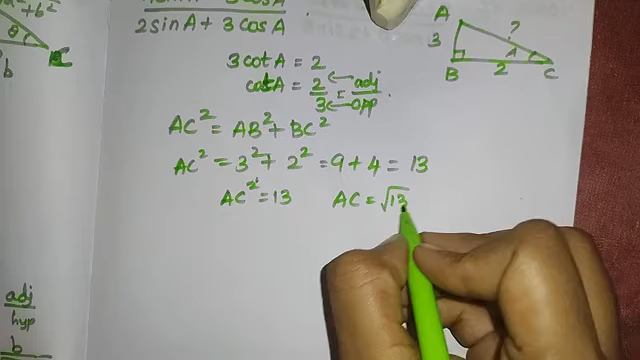 2sinA + 3cosA
3cotA = 2
cotA = 2/3 = adj/opp
AC² = AB² + BC²
AC² = 3² + 2² = 9 + 4 = 13
AC² = 13 AC = √13
A
?
3
A
B
2
C
θ
C
b
adj
hyp
b